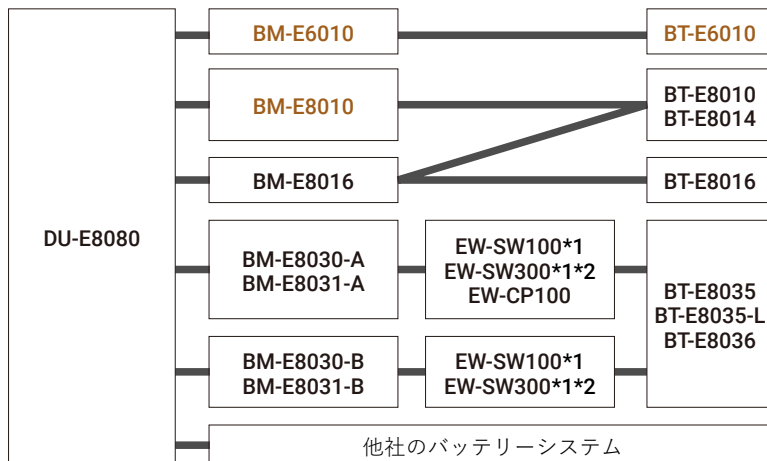 BM-E6010
BT-E6010
BM-E8010
BT-E8010
BT-E8014
BM-E8016
BT-E8016
DU-E8080
BM-E8030-A
BM-E8031-A
EW-SW100*1
EW-SW300*1*2
EW-CP100
BT-E8035
BT-E8035-L
BT-E8036
BM-E8030-B
BM-E8031-B
EW-SW100*1
EW-SW300*1*2
他社のバッテリーシステム